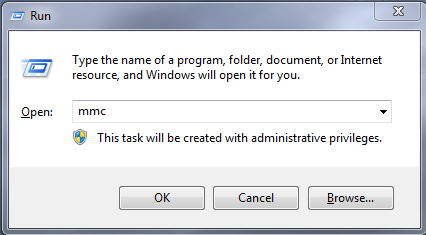 Run
Type the name of a program, folder, document, or Internet
resource, and Windows will open it for you.
Open: mmc
This task will be created with administrative privileges.
OK Cancel Browse...